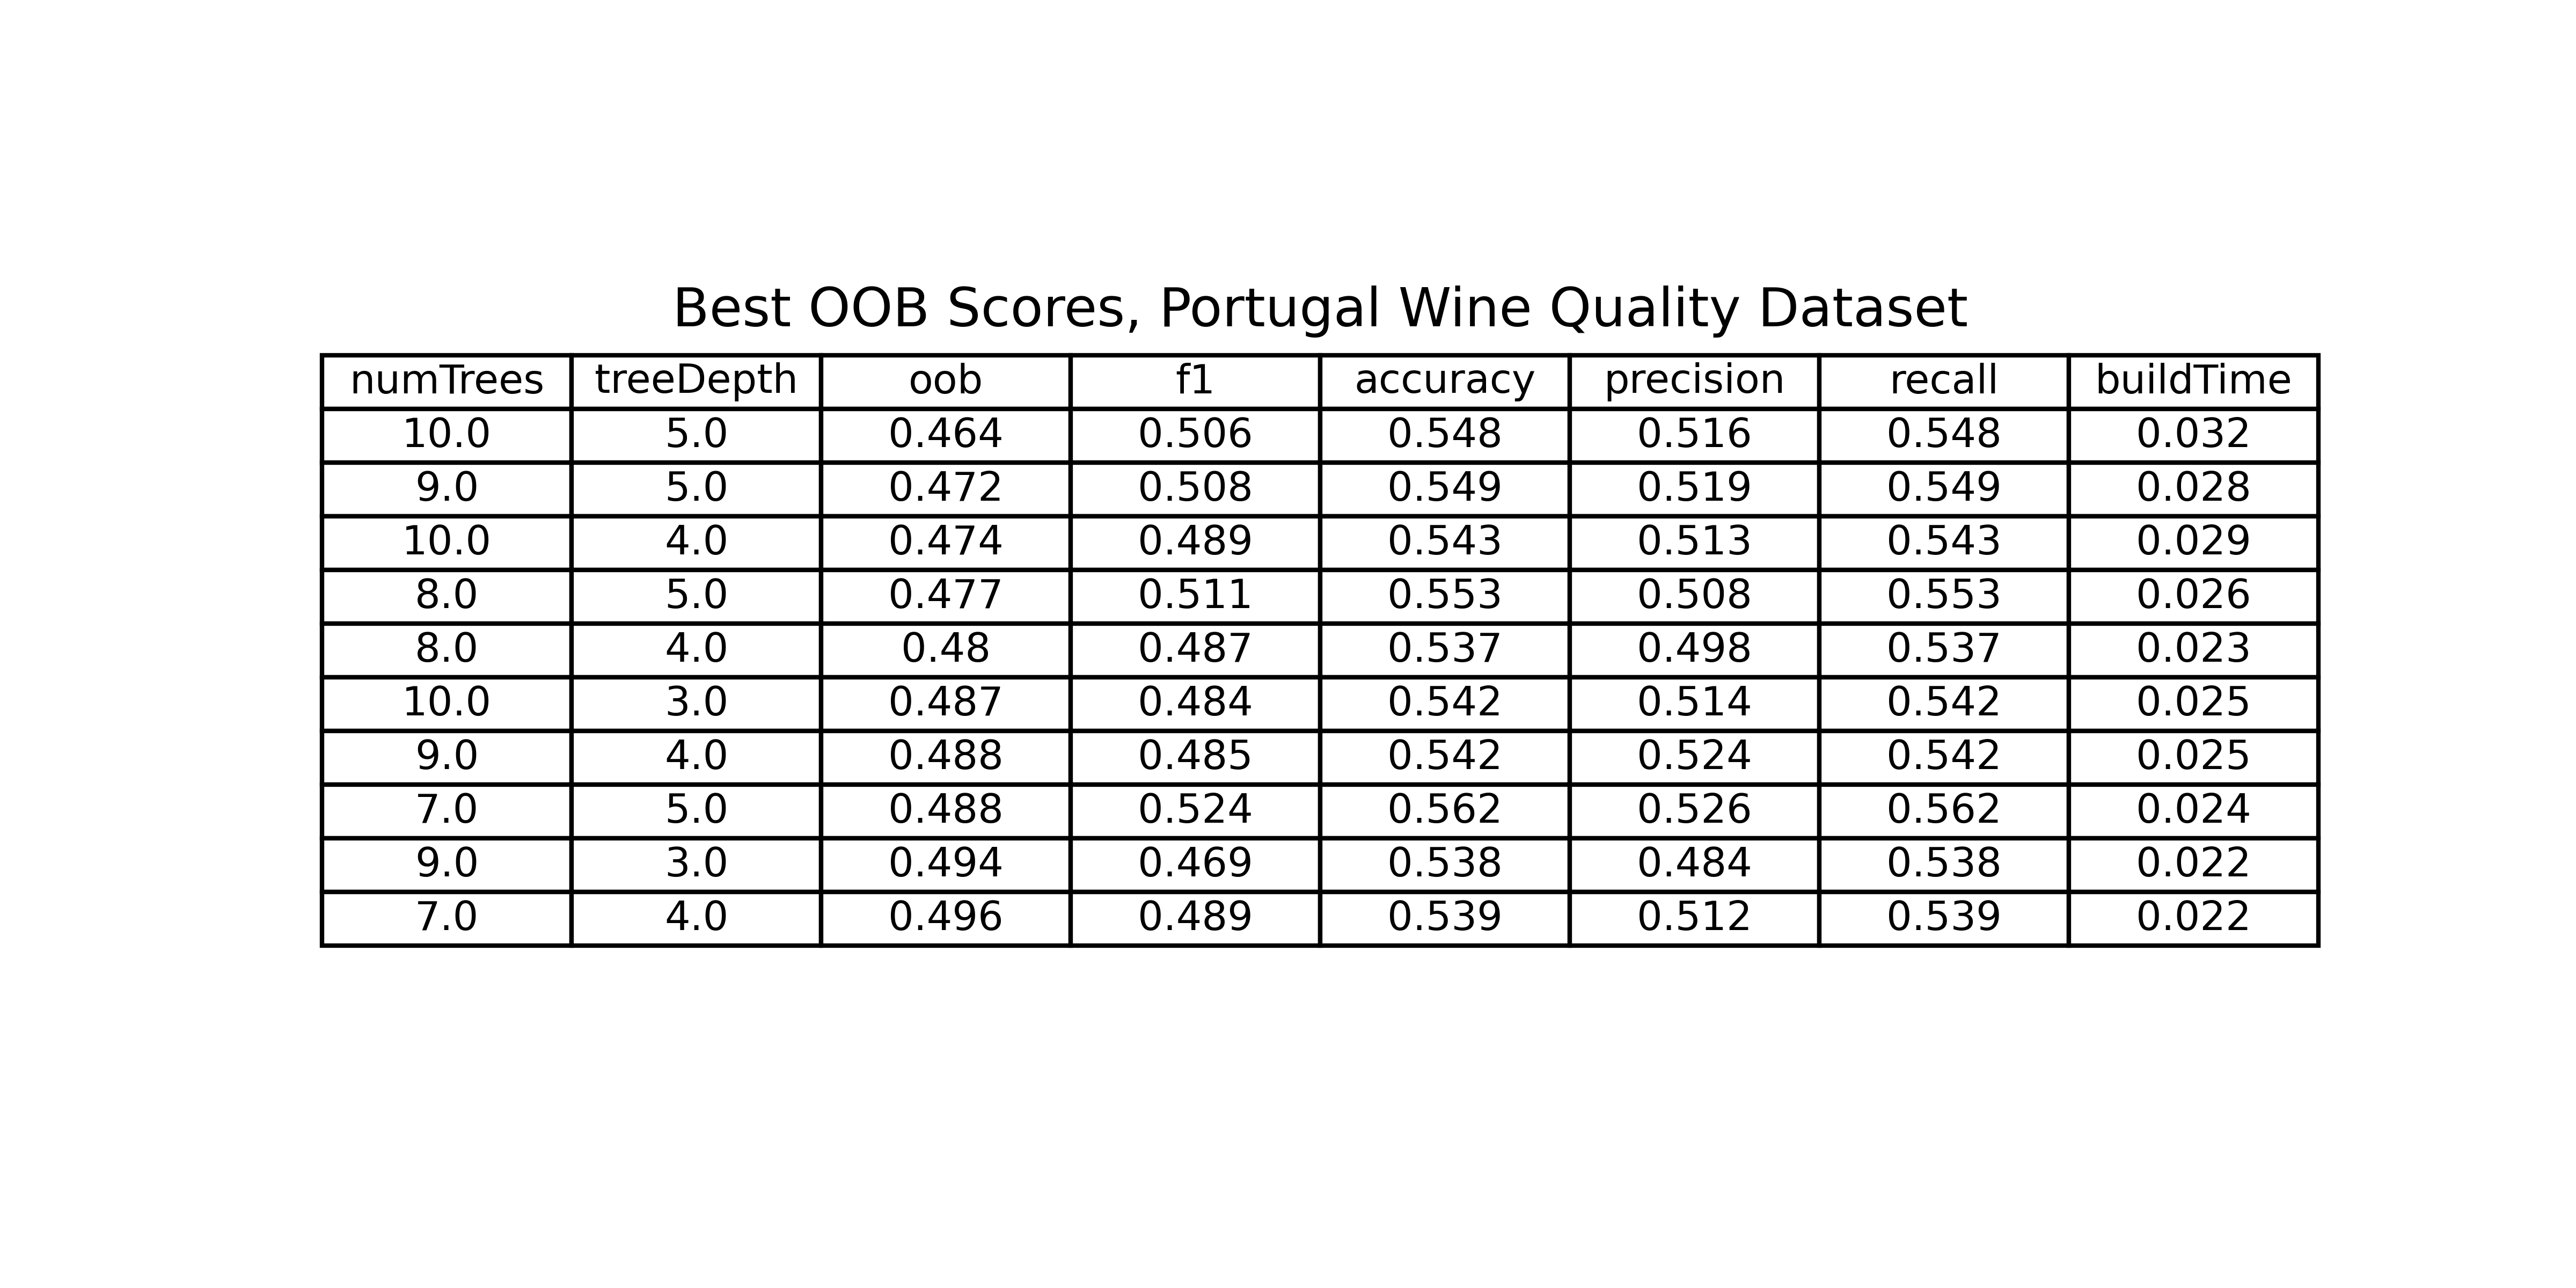 Best OOB Scores, Portugal Wine Quality Dataset
numTrees treeDepth oob f1 accuracy precision recall buildTime
10.0 5.0 0.464 0.506 0.548 0.516 0.548 0.032
9.0 5.0 0.472 0.508 0.549 0.519 0.549 0.028
10.0 4.0 0.474 0.489 0.543 0.513 0.543 0.029
8.0 5.0 0.477 0.511 0.553 0.508 0.553 0.026
8.0 4.0 0.48 0.487 0.537 0.498 0.537 0.023
10.0 3.0 0.487 0.484 0.542 0.514 0.542 0.025
9.0 4.0 0.488 0.485 0.542 0.524 0.542 0.025
7.0 5.0 0.488 0.524 0.562 0.526 0.562 0.024
9.0 3.0 0.494 0.469 0.538 0.484 0.538 0.022
7.0 4.0 0.496 0.489 0.539 0.512 0.539 0.022